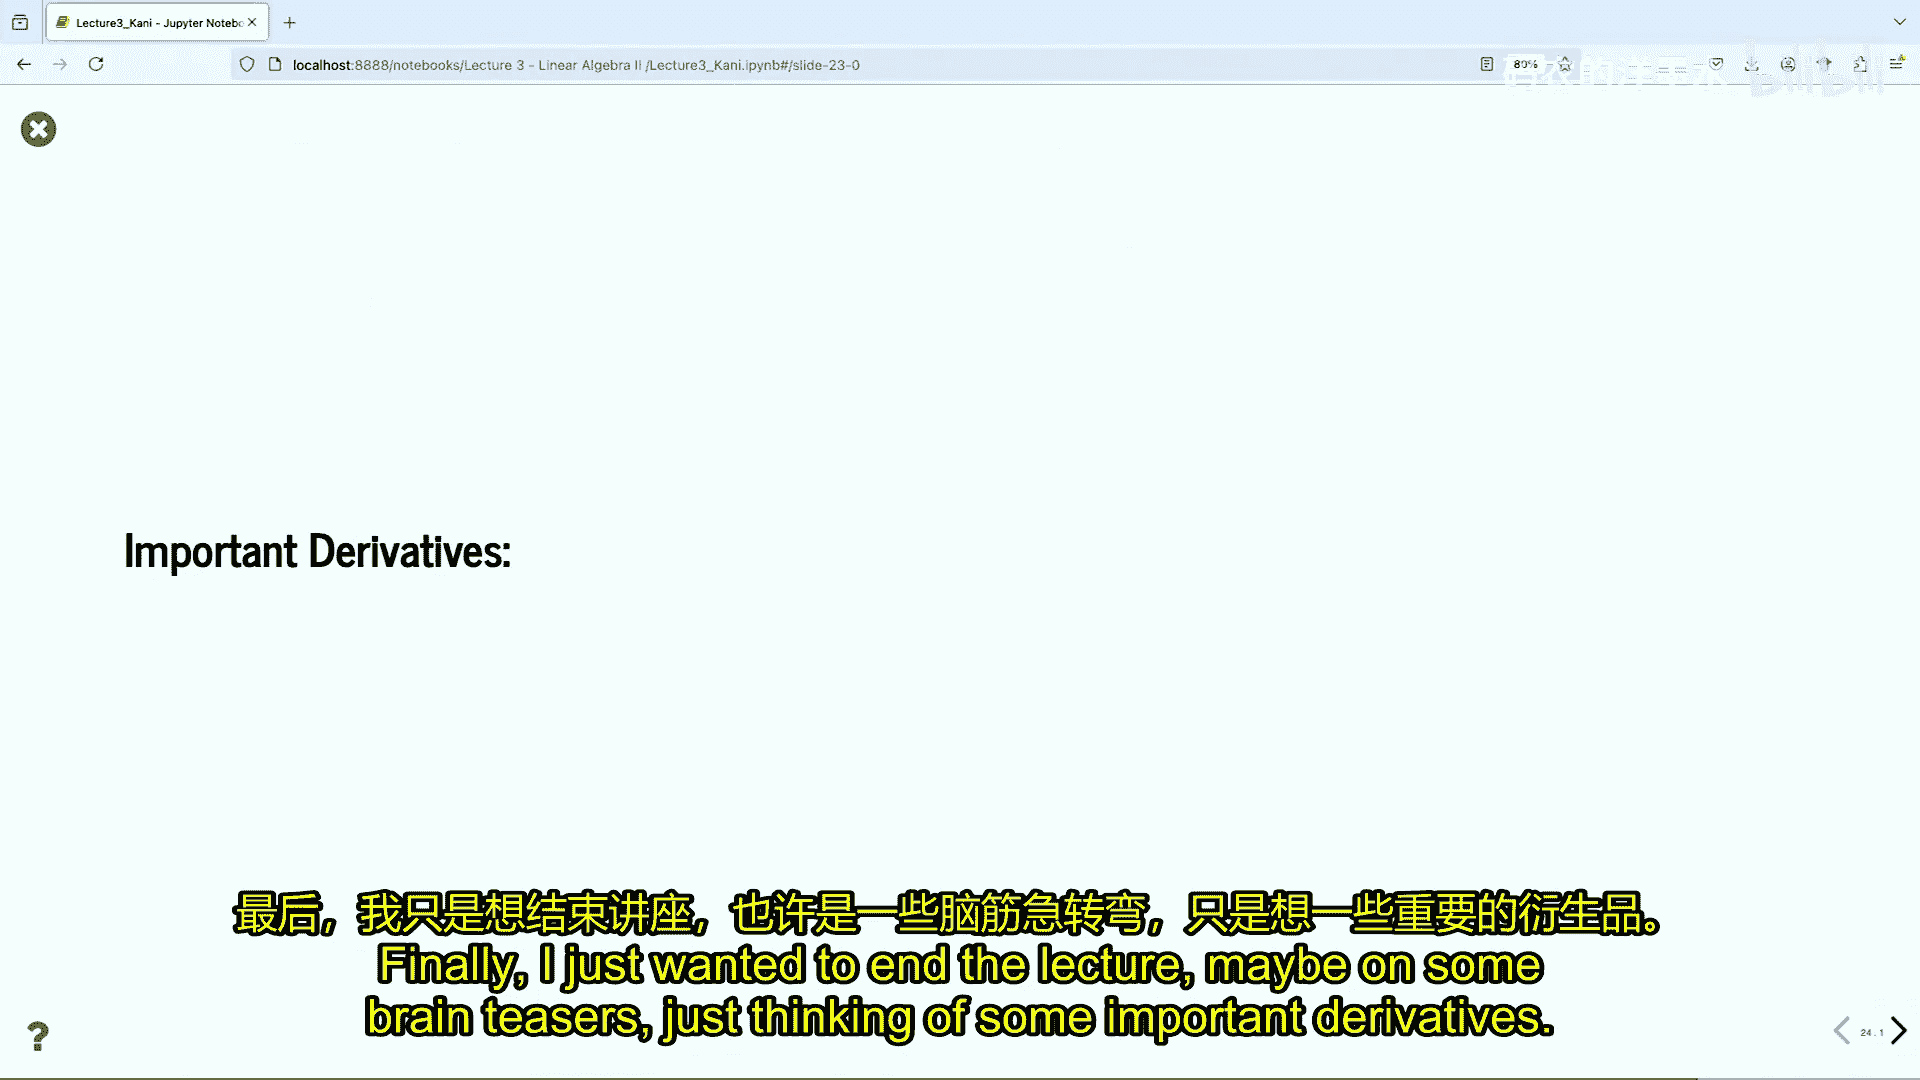 Lecture3_Kani - Jupyter Notebo
localhost:8888/notebooks/Lecture 3 - Linear Algebra II /Lecture3_Kani.ipynb#/slide-23-0
80%
Important Derivatives:
最后，我只是想结束讲座，也许是一些脑筋急转弯，只是想一些重要的衍生品。
Finally, I just wanted to end the lecture, maybe on some
brain teasers, just thinking of some important derivatives.
?
24.1